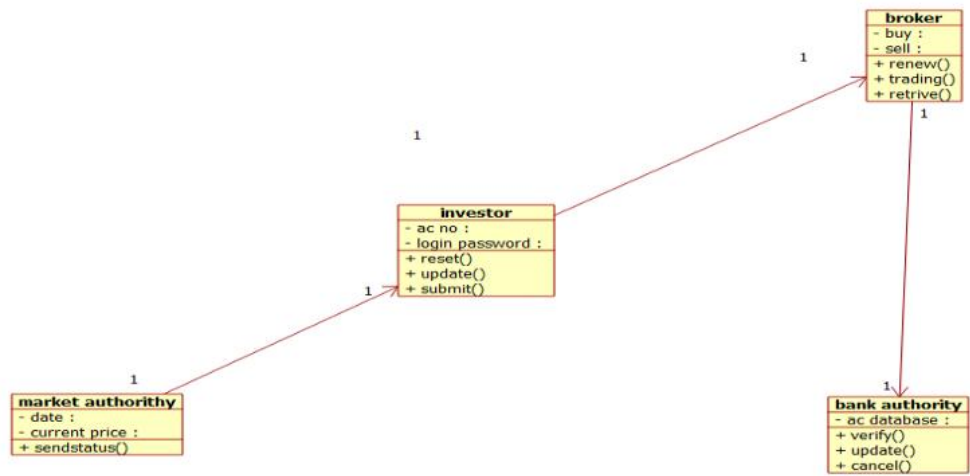 broker
- buy :
- sell :
+ renew()
+ trading()
+ retrive()
1
1
1
investor
- ac no :
- login password :
+ reset()
+ update()
+ submit()
1
1
market authorithy
- date :
- current price :
+ sendstatus()
1
bank authority
- ac database :
+ verify()
+ update()
+ cancel()